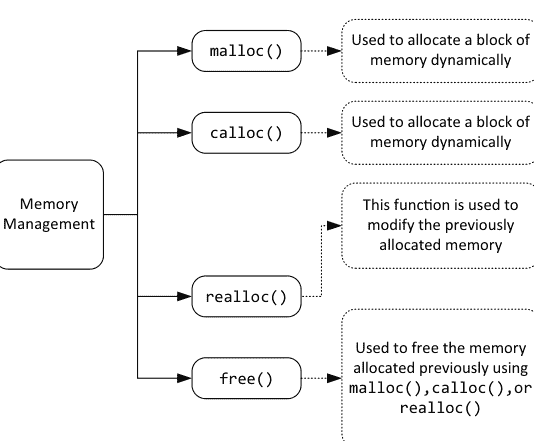 malloc()
Used to allocate a block of
memory dynamically
calloc()
Used to allocate a block of
memory dynamically
Memory
Management
This function is used to
modify the previously
allocated memory
realloc()
free()
Used to free the memory
allocated previously using
malloc(),calloc(),or
realloc()